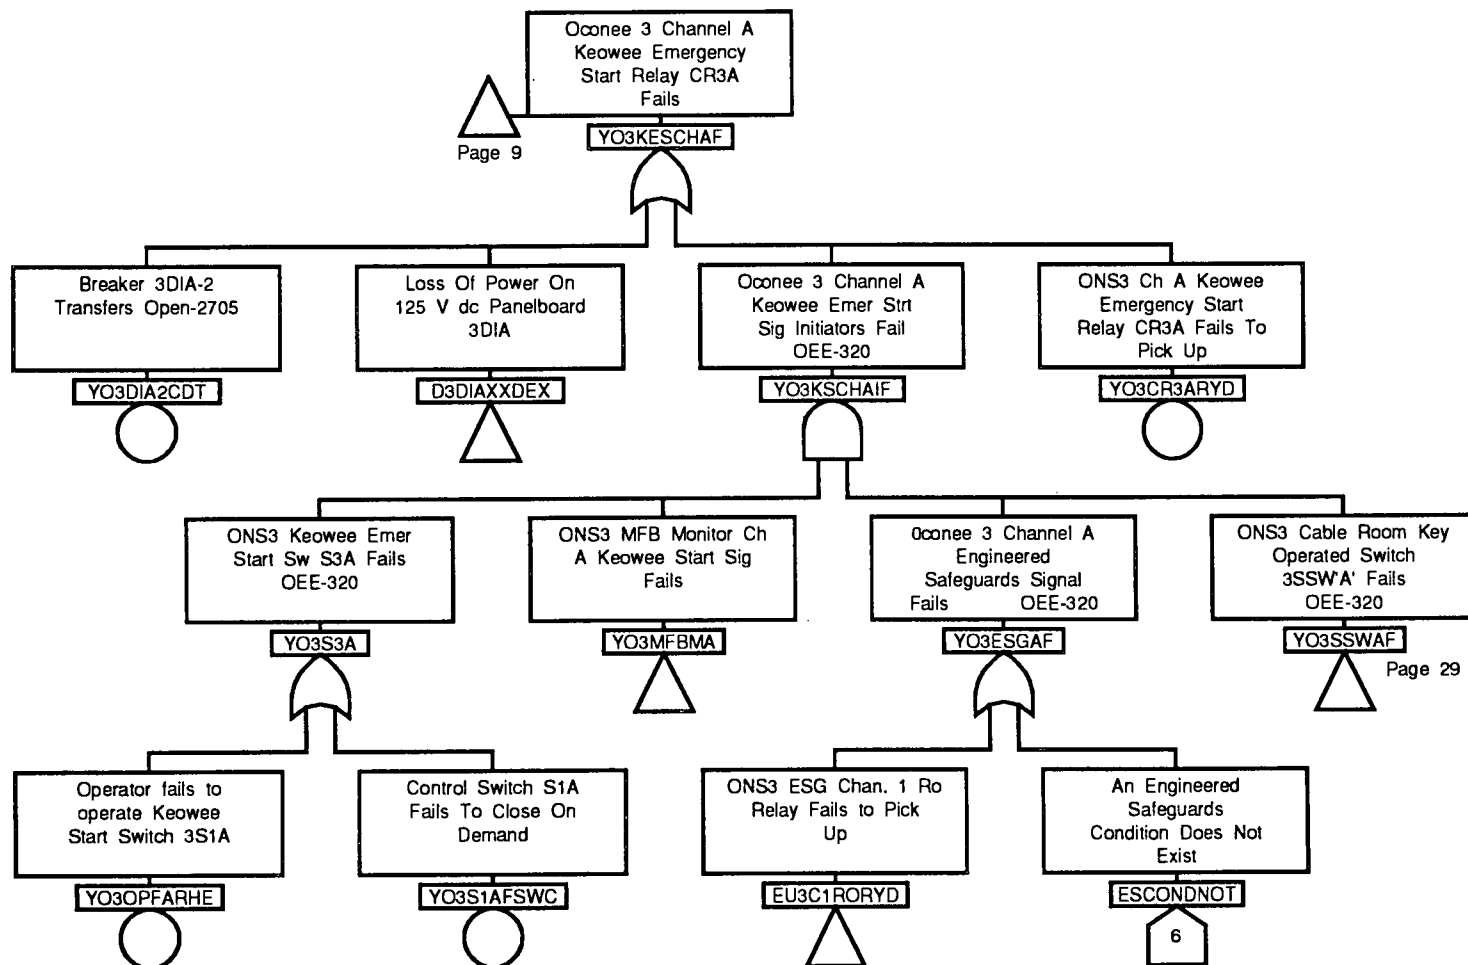 Oconee 3 Channel A
Keowee Emergency
Start Relay CR3A
Fails
Page 9
YO3KESCHAF
Breaker 3DIA-2
Transfers Open-2705
YO3DIA2CDT
Loss Of Power On
125 V dc Panelboard
3DIA
D3DIAXXDEX
Oconee 3 Channel A
Keowee Emer Strt
Sig Initiators Fail
OEE-320
YO3KSCHAIF
ONS3 Ch A Keowee
Emergency Start
Relay CR3A Fails To
Pick Up
YO3CR3ARYD
ONS3 Keowee Emer
Start Sw S3A Fails
OEE-320
YO3S3A
ONS3 MFB Monitor Ch
A Keowee Start Sig
Fails
YO3MFBMA
Oconee 3 Channel A
Engineered
Safeguards Signal
Fails OEE-320
YO3ESGAF
ONS3 Cable Room Key
Operated Switch
3SSW'A' Fails
OEE-320
YO3SSWAF
Page 29
Operator fails to
operate Keowee
Start Switch 3S1A
YO3OPFARHE
Control Switch S1A
Fails To Close On
Demand
YO3S1AFSWC
ONS3 ESG Chan. 1 Ro
Relay Fails to Pick
Up
EU3C1RORYD
An Engineered
Safeguards
Condition Does Not
Exist
ESCONDNOT
6